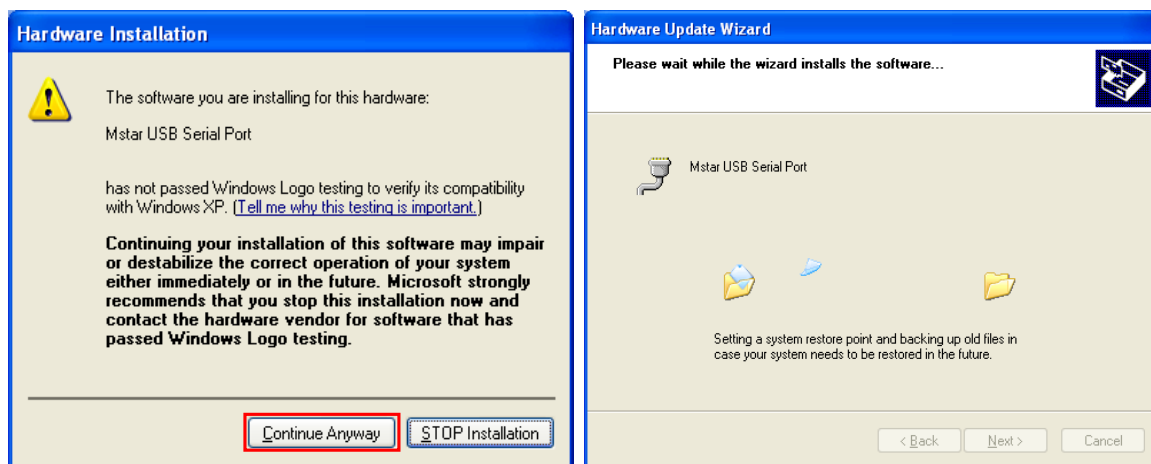 Hardware Installation
The software you are installing for this hardware:
Mstar USB Serial Port
has not passed Windows Logo testing to verify its compatibility
with Windows XP. (Tell me why this testing is important.)
Continuing your installation of this software may impair
or destabilize the correct operation of your system
either immediately or in the future. Microsoft strongly
recommends that you stop this installation now and
contact the hardware vendor for software that has
passed Windows Logo testing.
Continue Anyway
STOP Installation
Hardware Update Wizard
Please wait while the wizard installs the software...
Mstar USB Serial Port
Setting a system restore point and backing up old files in
case your system needs to be restored in the future.
< Back
Next >
Cancel